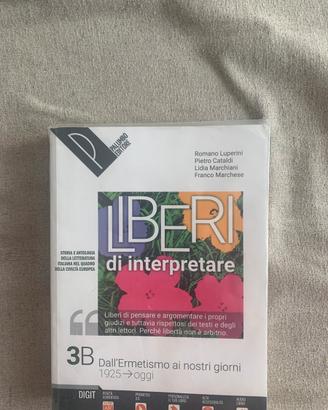 PALUMBO
EDITORE
Romano Luperini
Pietro Cataldi
Lidia Marchiani
Franco Marchese
LIBERI
di interpretare
STORIA E ANTOLOGIA
DELLA LETTERATURA
ITALIANA NEL QUADRO
DELLA CIVILTÀ EUROPEA
Liberi di pensare e argomentare i propri
giudizi e tuttavia rispettosi dei testi e degli
altri lettori. Perché libertà non è arbitrio.
3B Dall'Ermetismo ai nostri giorni
1925→oggi
DIGIT